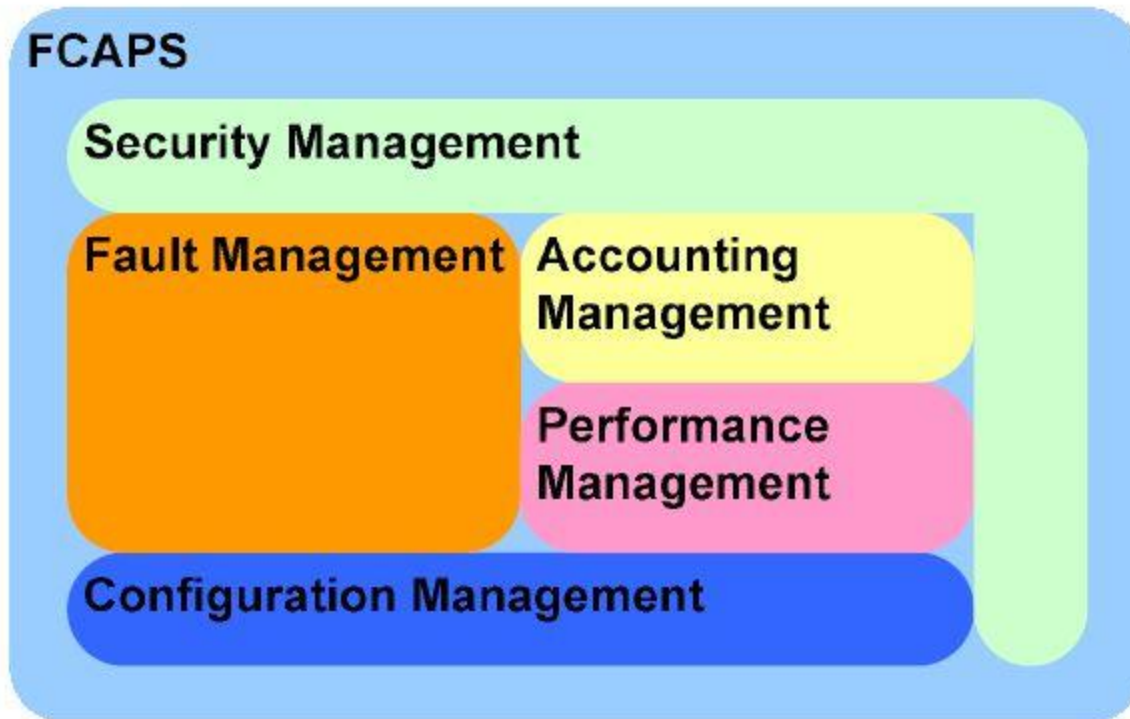 FCAPS
Security Management
Fault Management
Accounting
Management
Performance
Management
Configuration Management